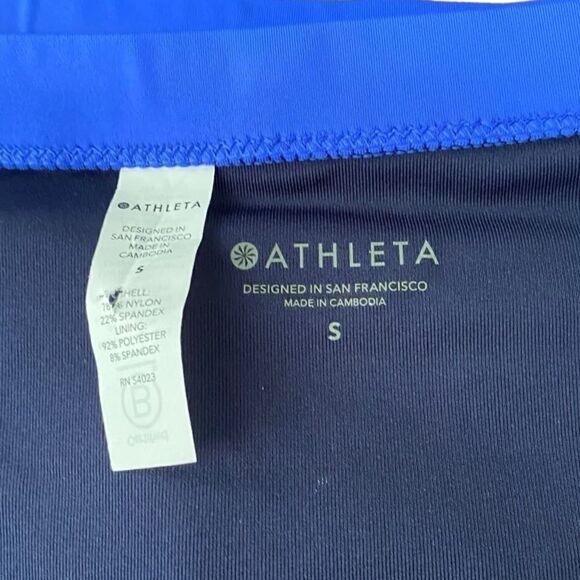 ATHLETA
DESIGNED IN
SAN FRANCISCO
MADE IN
CAMBODIA
S
NYLON
22% SPANDEX
LINING:
92% POLYESTER
8% SPANDEX
RN 54023
B
Certified
ATHLETA
DESIGNED IN SAN FRANCISCO
MADE IN CAMBODIA
S